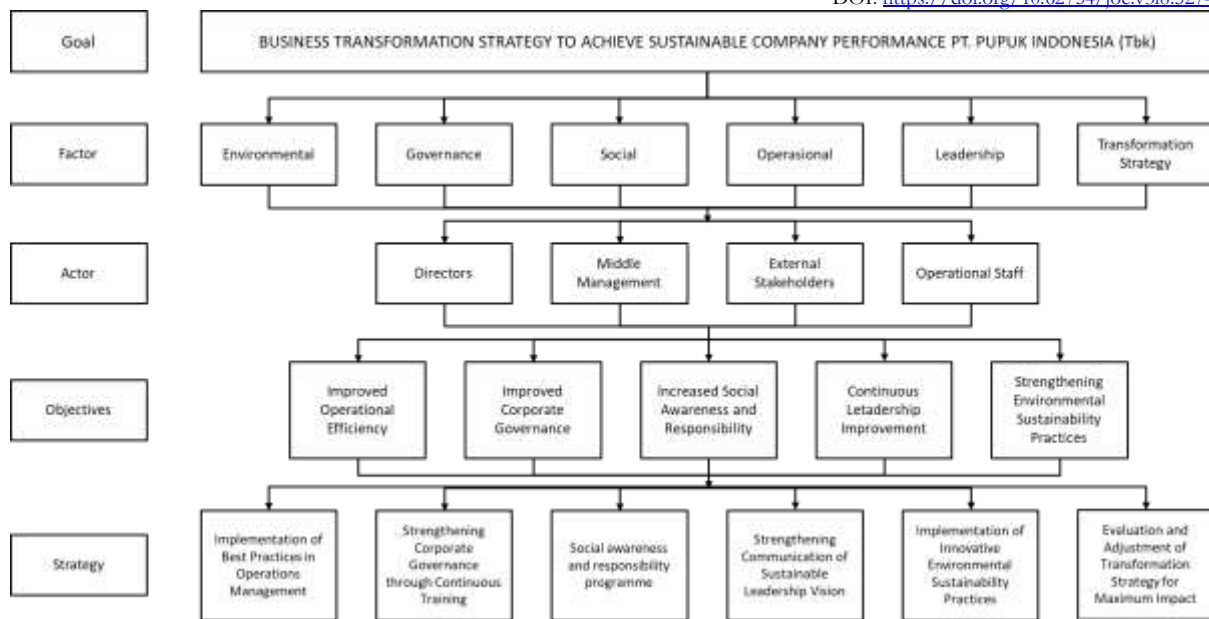 Goal
BUSINESS TRANSFORMATION STRATEGY TO ACHIEVE SUSTAINABLE COMPANY PERFORMANCE PT. PUPUK INDONESIA (Tbk)
Factor
Environmental
Governance
Social
Operasional
Leadership
Transformation
Strategy
Actor
Directors
Middle
Management
External
Stakeholders
Operational Staff
Objectives
Improved
Operational
Efficiency
Improved
Corporate
Governance
Increased Social
Awareness and
Responsibility
Continuous
Letadership
Improvement
Strengthening
Environmental
Sustainability
Practices
Strategy
Implementation of
Best Practices in
Operations
Management
Strengthening
Corporate
Governance
through Continuous
Training
Social awareness
and responsibility
programme
Strengthening
Communication of
Sustainable
Leadership Vision
Implementation of
Innovative
Environmental
Sustainability
Practices
Evaluation and
Adjustment of
Transformation
Strategy for
Maximum Impact